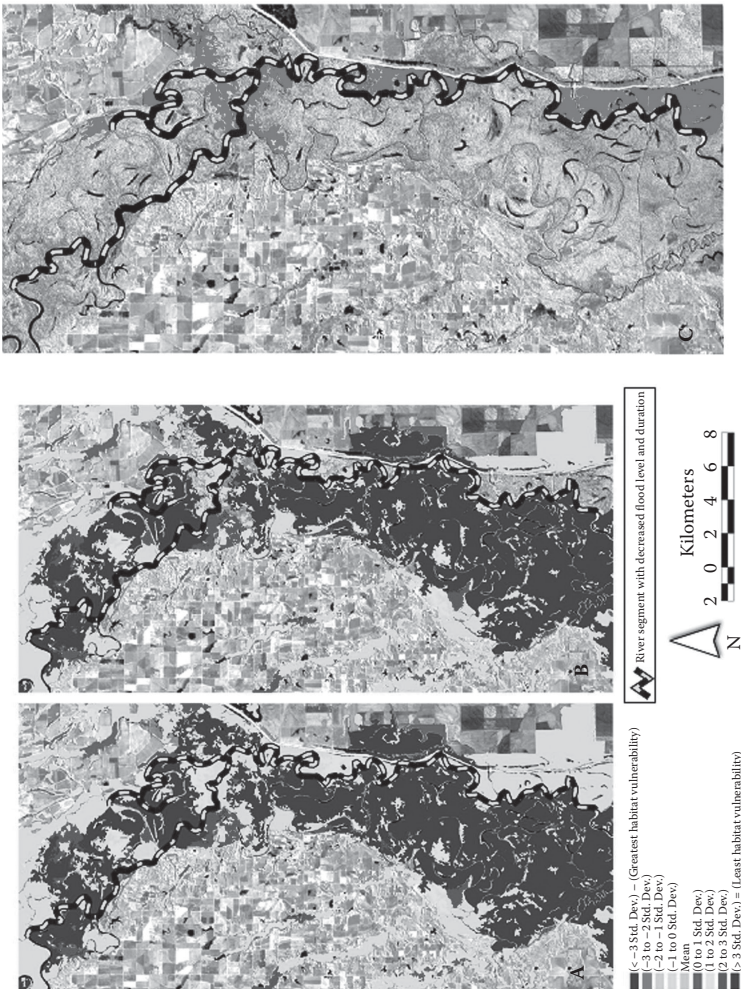 A
B
C
(< −3 Std. Dev.) − (Greatest habitat vulnerability)
(−3 to −2 Std. Dev.)
(−2 to −1 Std. Dev.)
(−1 to 0 Std. Dev.)
Mean
(0 to 1 Std. Dev.)
(1 to 2 Std. Dev.)
(2 to 3 Std. Dev.)
(> 3 Std. Dev.) = (Least habitat vulnerability)
River segment with decreased flood level and duration
N
Kilometers
2 0 2 4 6 8